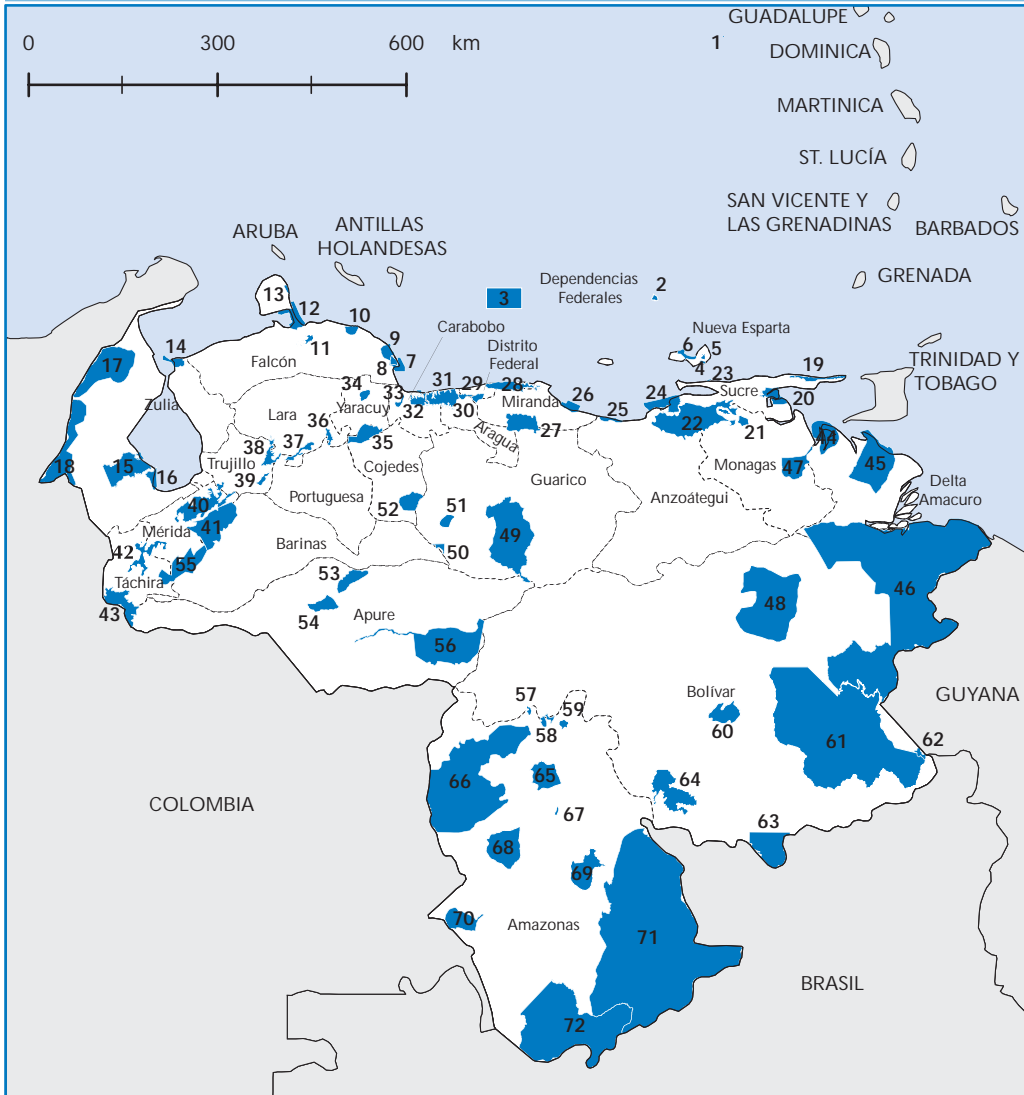 GUADALUPE
0 300 600 km
1
DOMINICA
MARTINICA
ST. LUCÍA
SAN VICENTE Y
LAS GRENADINAS
BARBADOS
ARUBA
ANTILLAS
HOLANDESAS
GRENADA
Dependencias
Federales
2
3
13
12
10
Carabobo
Distrito
Federal
Nueva Esparta
TRINIDAD Y
TOBAGO
11
9
14
17
Falcón
8
7
6
5
4
23
19
34
33
31
29
28
Miranda
26
24
Sucre
20
Zulia
Lara
Yaracuy
32
30
25
22
21
36
35
Aragua
27
38
37
44
18
15
16
Trujillo
39
Cojedes
Guarico
Monagas
47
45
Delta
Amacuro
40
Portuguesa
52
51
Anzoátegui
41
Mérida
42
Barinas
50
49
55
Táchira
53
43
54
Apure
48
46
56
57
59
Bolívar
GUYANA
58
60
61
62
66
65
64
COLOMBIA
67
63
68
69
70
Amazonas
71
BRASIL
72